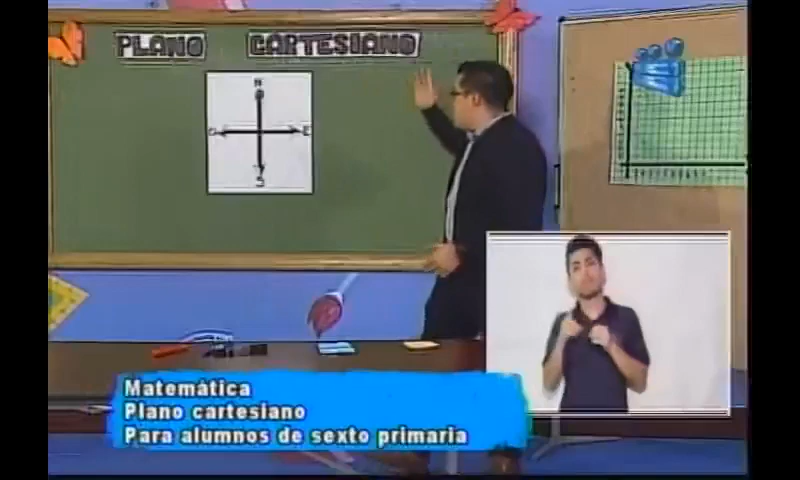 PLANO CARTESIANO
N
O E
S
Matemática
Plano cartesiano
Para alumnos de sexto primaria